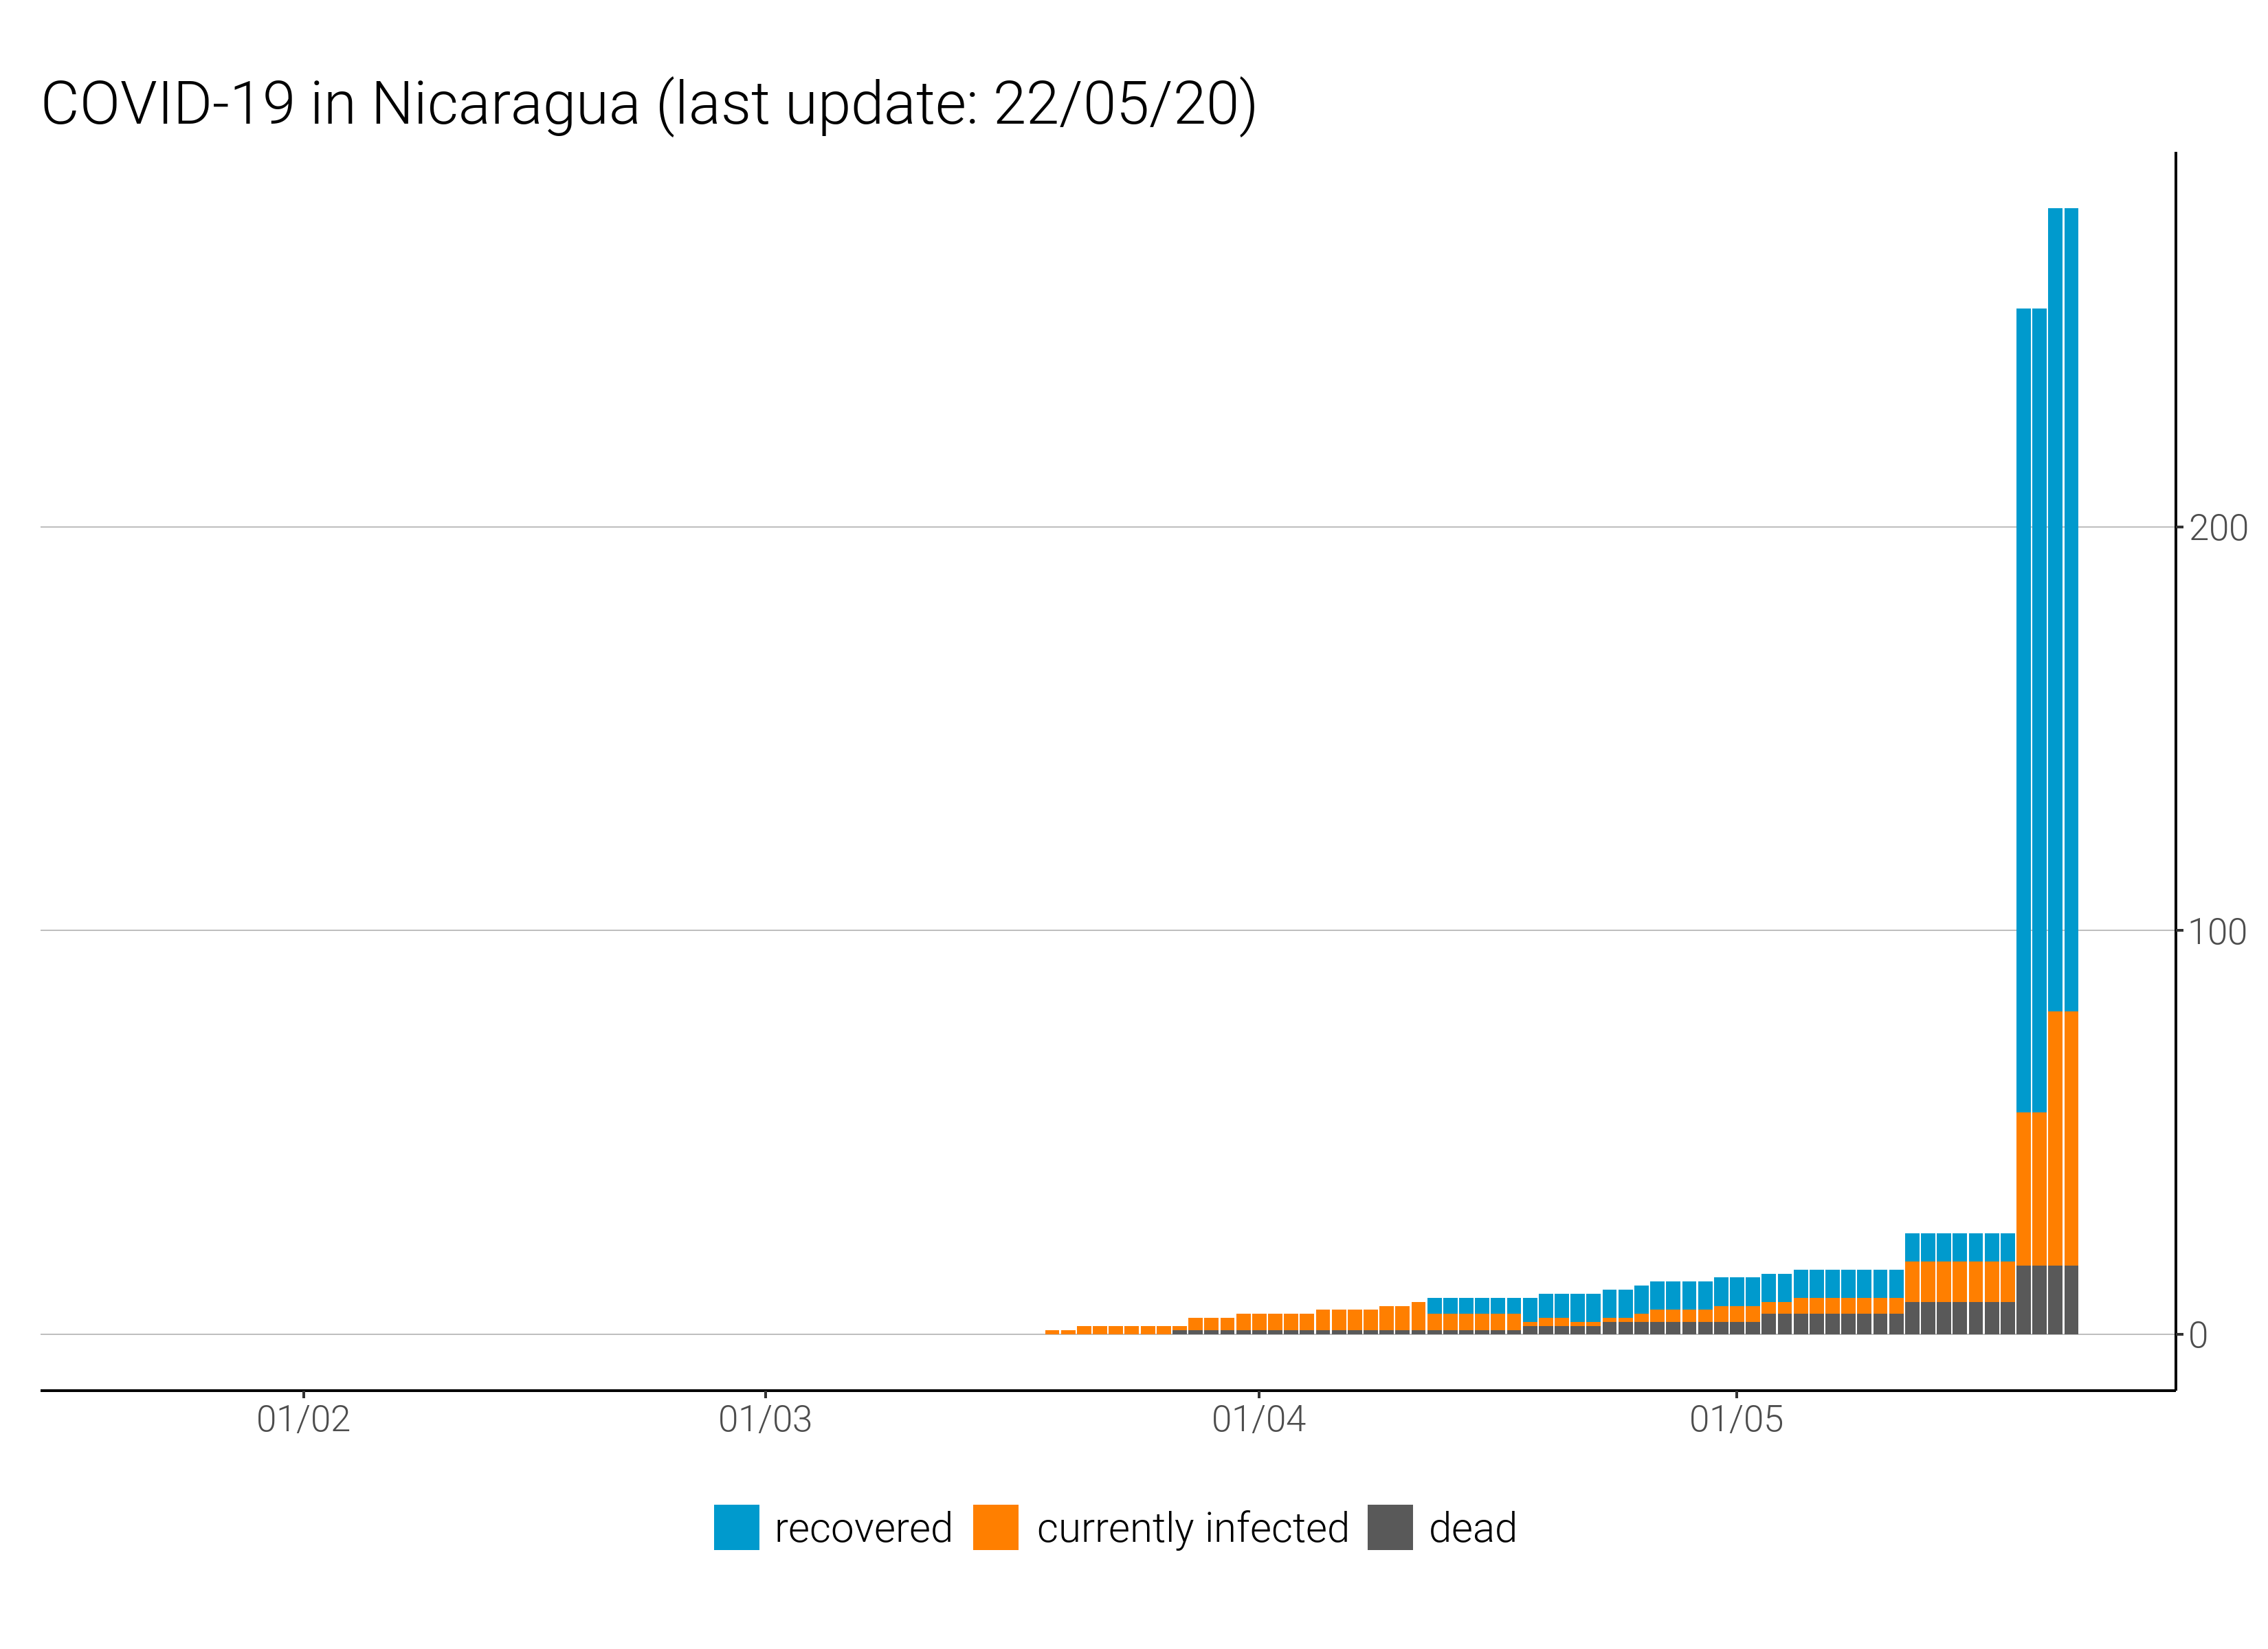 COVID-19 in Nicaragua (last update: 22/05/20)
200
100
0
01/02 01/03 01/04 01/05
recovered currently infected dead